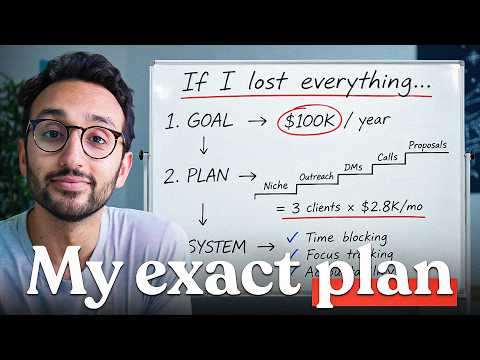 If I lost everything...
1. GOAL → $100K / year
↓
2. PLAN → Niche Outreach DMs Calls Proposals
= 3 clients x $2.8K/mo
↓
SYSTEM → ✓ Time blocking
✓ Focus tracking
My exact plan